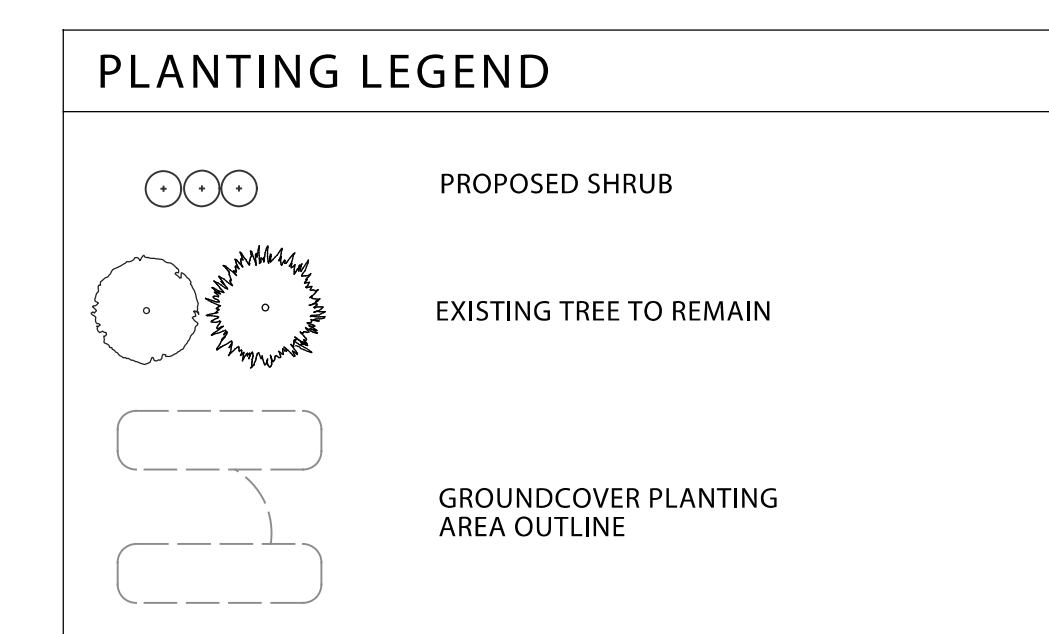 PLANTING LEGEND
PROPOSED SHRUB
EXISTING TREE TO REMAIN
GROUNDCOVER PLANTING
AREA OUTLINE